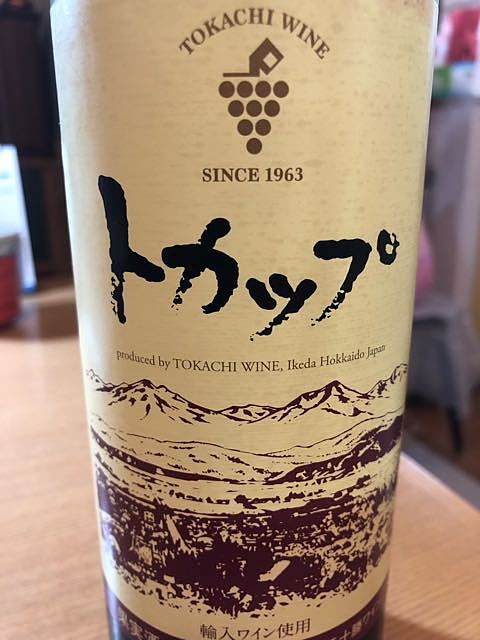 TOKACHI WINE
SINCE 1963
トカップ
produced by TOKACHI WINE, Ikeda Hokkaido Japan
輸入ワイン使用